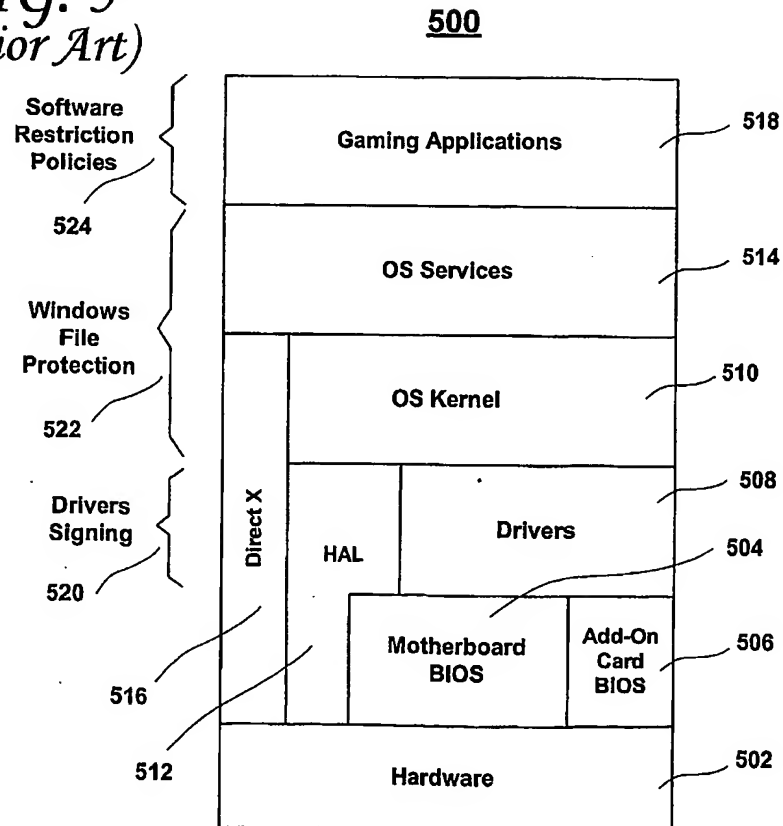 500
(Prior Art)
Software
Restriction
Policies
524
Gaming Applications
518
OS Services
514
Windows
File
Protection
522
OS Kernel
510
Drivers
Signing
520
Direct X
516
HAL
512
Drivers
508
504
Motherboard
BIOS
Add-On
Card
BIOS
506
Hardware
502